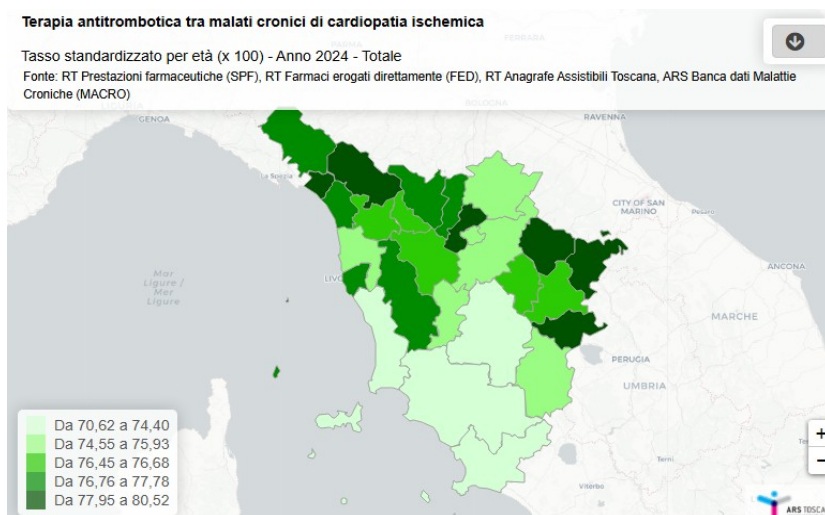 Terapia antitrombotica tra malati cronici di cardiopatia ischemica
Tasso standardizzato per età (x 100) - Anno 2024 - Totale
Fonte: RT Prestazioni farmaceutiche (SPF), RT Farmaci erogati direttamente (FED), RT Anagrafe Assistibili Toscana, ARS Banca dati Malattie
Croniche (MACRO)
FERRARA
GENOA
BOLOGNA
RAVENNA
La Spezia
CITY OF SAN
MARINO
Pesaro
ANCONA
Mar
Ligure /
Mer
Ligure
LIVO
MARCHE
PERUGIA
UMBRIA
Terni
Viterbo
Da 70,62 a 74,40
Da 74,55 a 75,93
Da 76,45 a 76,68
Da 76,76 a 77,78
Da 77,95 a 80,52
+
−
ARS TOSCA